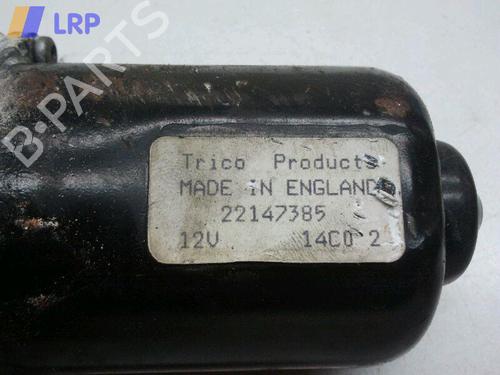 LRP
B-PARTS
Trico Products
MADE IN ENGLAND
22147385
12V 14C0 2